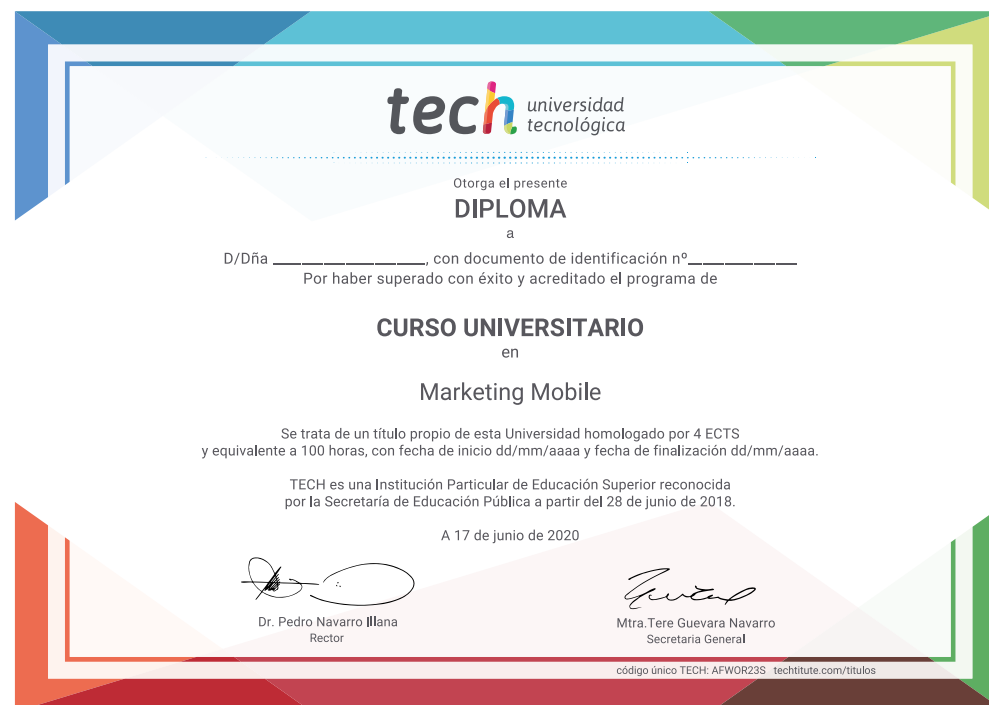 tech universidad
tecnológica
Otorga el presente
DIPLOMA
a
D/Dña ____________________, con documento de identificación nº______________
Por haber superado con éxito y acreditado el programa de
CURSO UNIVERSITARIO
en
Marketing Mobile
Se trata de un título propio de esta Universidad homologado por 4 ECTS
y equivalente a 100 horas, con fecha de inicio dd/mm/aaaa y fecha de finalización dd/mm/aaaa.
TECH es una Institución Particular de Educación Superior reconocida
por la Secretaría de Educación Pública a partir del 28 de junio de 2018.
A 17 de junio de 2020
Dr. Pedro Navarro Illana
Rector
Mtra.Tere Guevara Navarro
Secretaria General
código único TECH: AFWOR23S techtitute.com/titulos